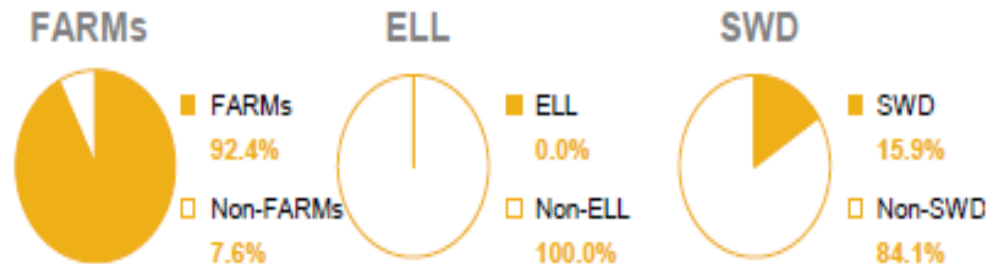 FARMs
FARMs
92.4%
Non-FARMs
7.6%
ELL
ELL
0.0%
Non-ELL
100.0%
SWD
SWD
15.9%
Non-SWD
84.1%